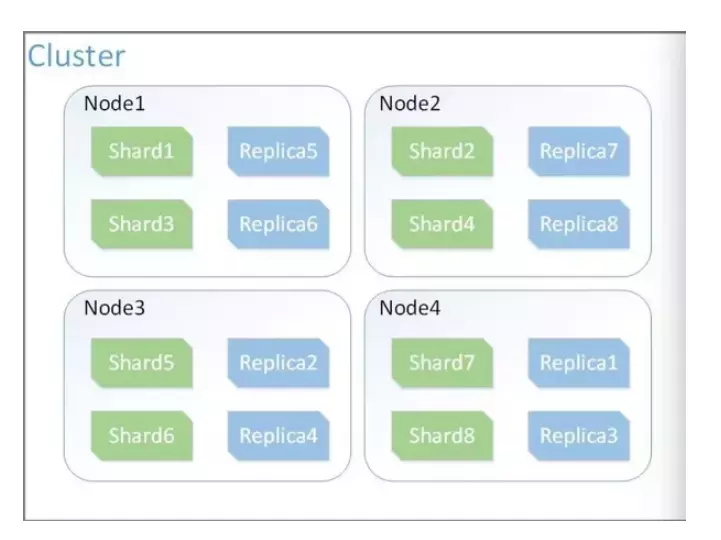 Cluster
Node1
Shard1 Replica5
Shard3 Replica6
Node2
Shard2 Replica7
Shard4 Replica8
Node3
Shard5 Replica2
Shard6 Replica4
Node4
Shard7 Replica1
Shard8 Replica3